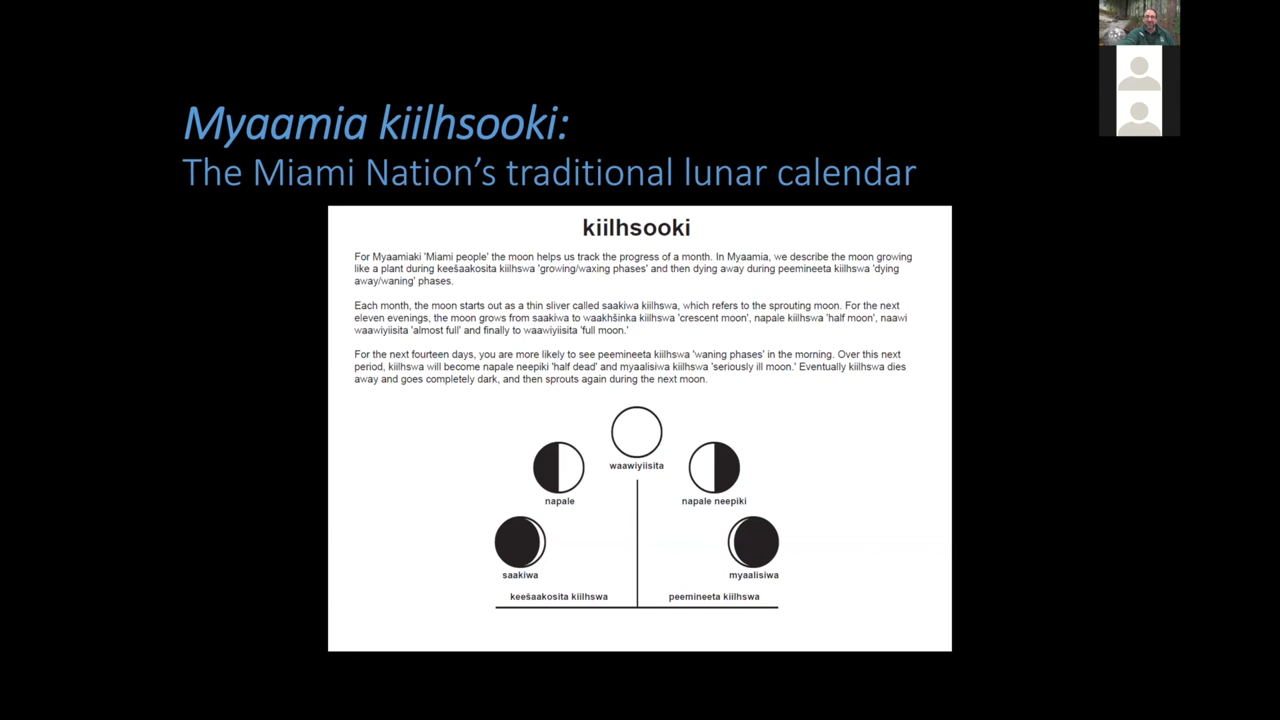 Myaamia kiilhsooki:
The Miami Nation's traditional lunar calendar
kiilhsooki
For Myaamiaki 'Miami people' the moon helps us track the progress of a month. In Myaamia, we describe the moon growing
like a plant during keešaakosita kiilhswa 'growing/waxing phases' and then dying away during peemineeta kiilhswa 'dying
away/waning' phases.
Each month, the moon starts out as a thin sliver called saakiwa kiilhswa, which refers to the sprouting moon. For the next
eleven evenings, the moon grows from saakiwa to waakhšinka kiilhswa 'crescent moon', napale kiilhswa 'half moon', naawi
waawiyiisita 'almost full' and finally to waawiyiisita 'full moon.'
For the next fourteen days, you are more likely to see peemineeta kiilhswa 'waning phases' in the morning. Over this next
period, kiilhswa will become napale neepiki 'half dead' and myaalisiwa kiilhswa 'seriously ill moon.' Eventually kiilhswa dies
away and goes completely dark, and then sprouts again during the next moon.
waawiyiisita
napale
napale neepiki
saakiwa
myaalisiwa
keešaakosita kiilhswa
peemineeta kiilhswa